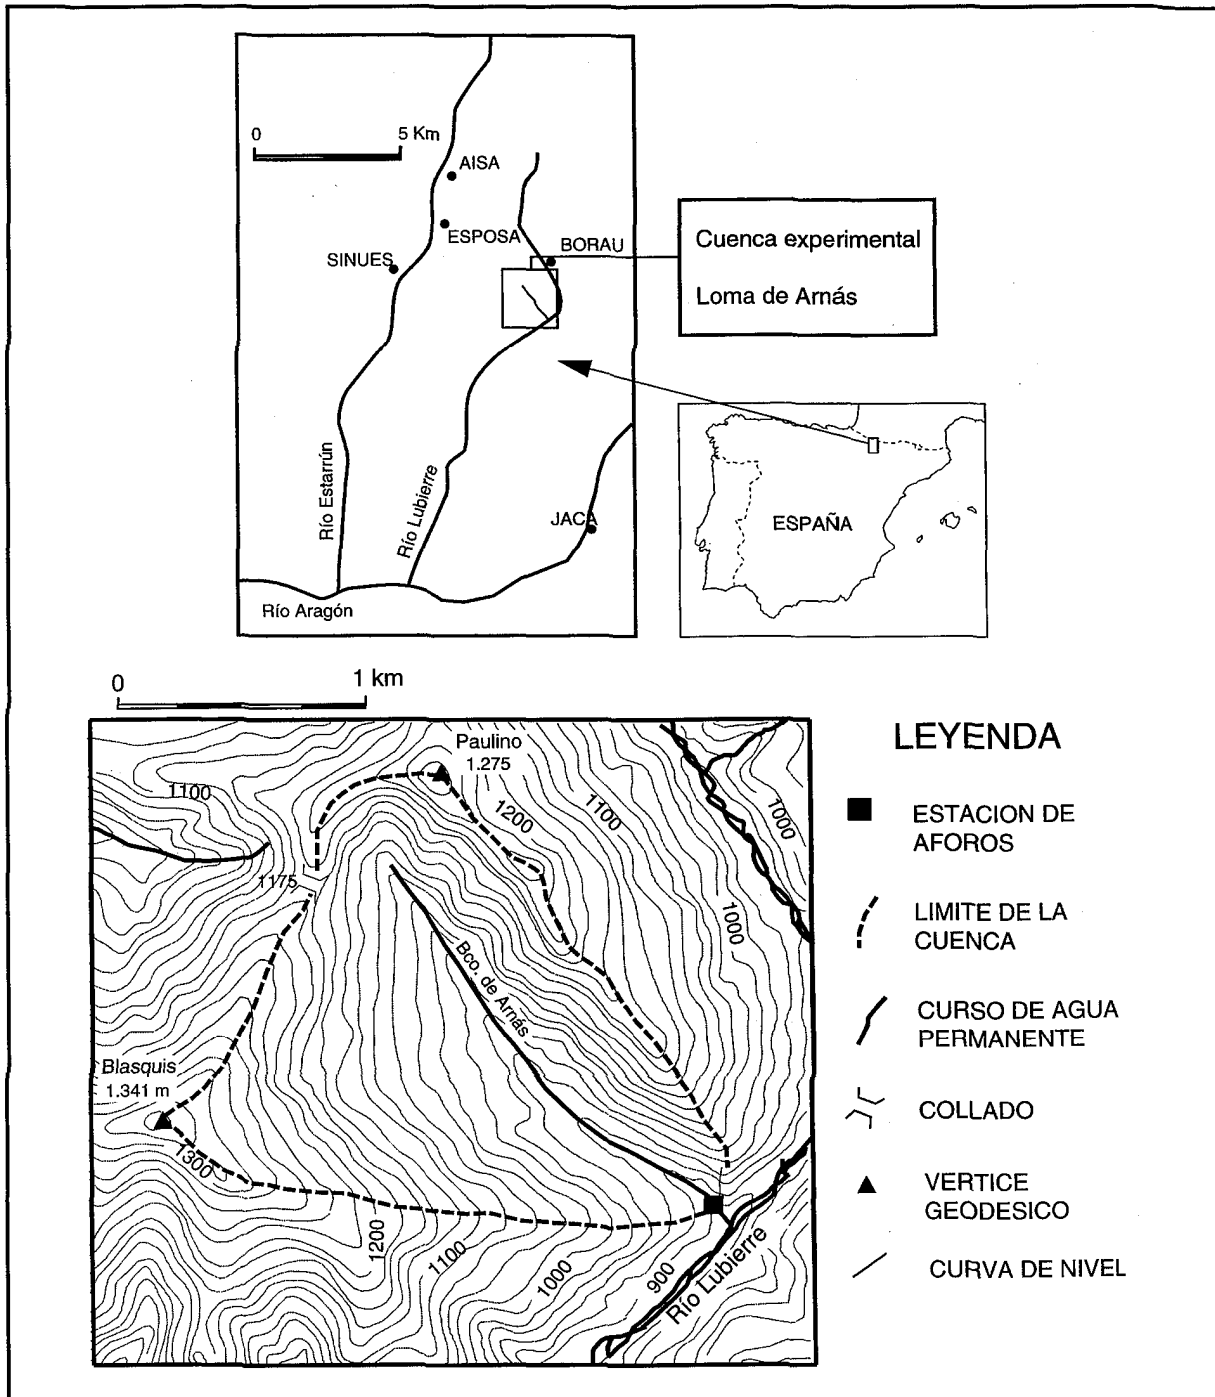 0 5 Km
AISA
ESPOSA
SINUES
BORAU
Cuenca experimental
Loma de Arnás
Río Estarrún
Río Lubierre
JACA
Río Aragón
ESPAÑA
0 1 km
Paulino
1.275
1100
1200
1100
1000
1175
1000
Bco. de Arnás
Blasquis
1.341 m
1300
1200
1100
1000
900
Río Lubierre
LEYENDA
ESTACION DE
AFOROS
LIMITE DE LA
CUENCA
CURSO DE AGUA
PERMANENTE
COLLADO
VERTICE
GEODESICO
CURVA DE NIVEL